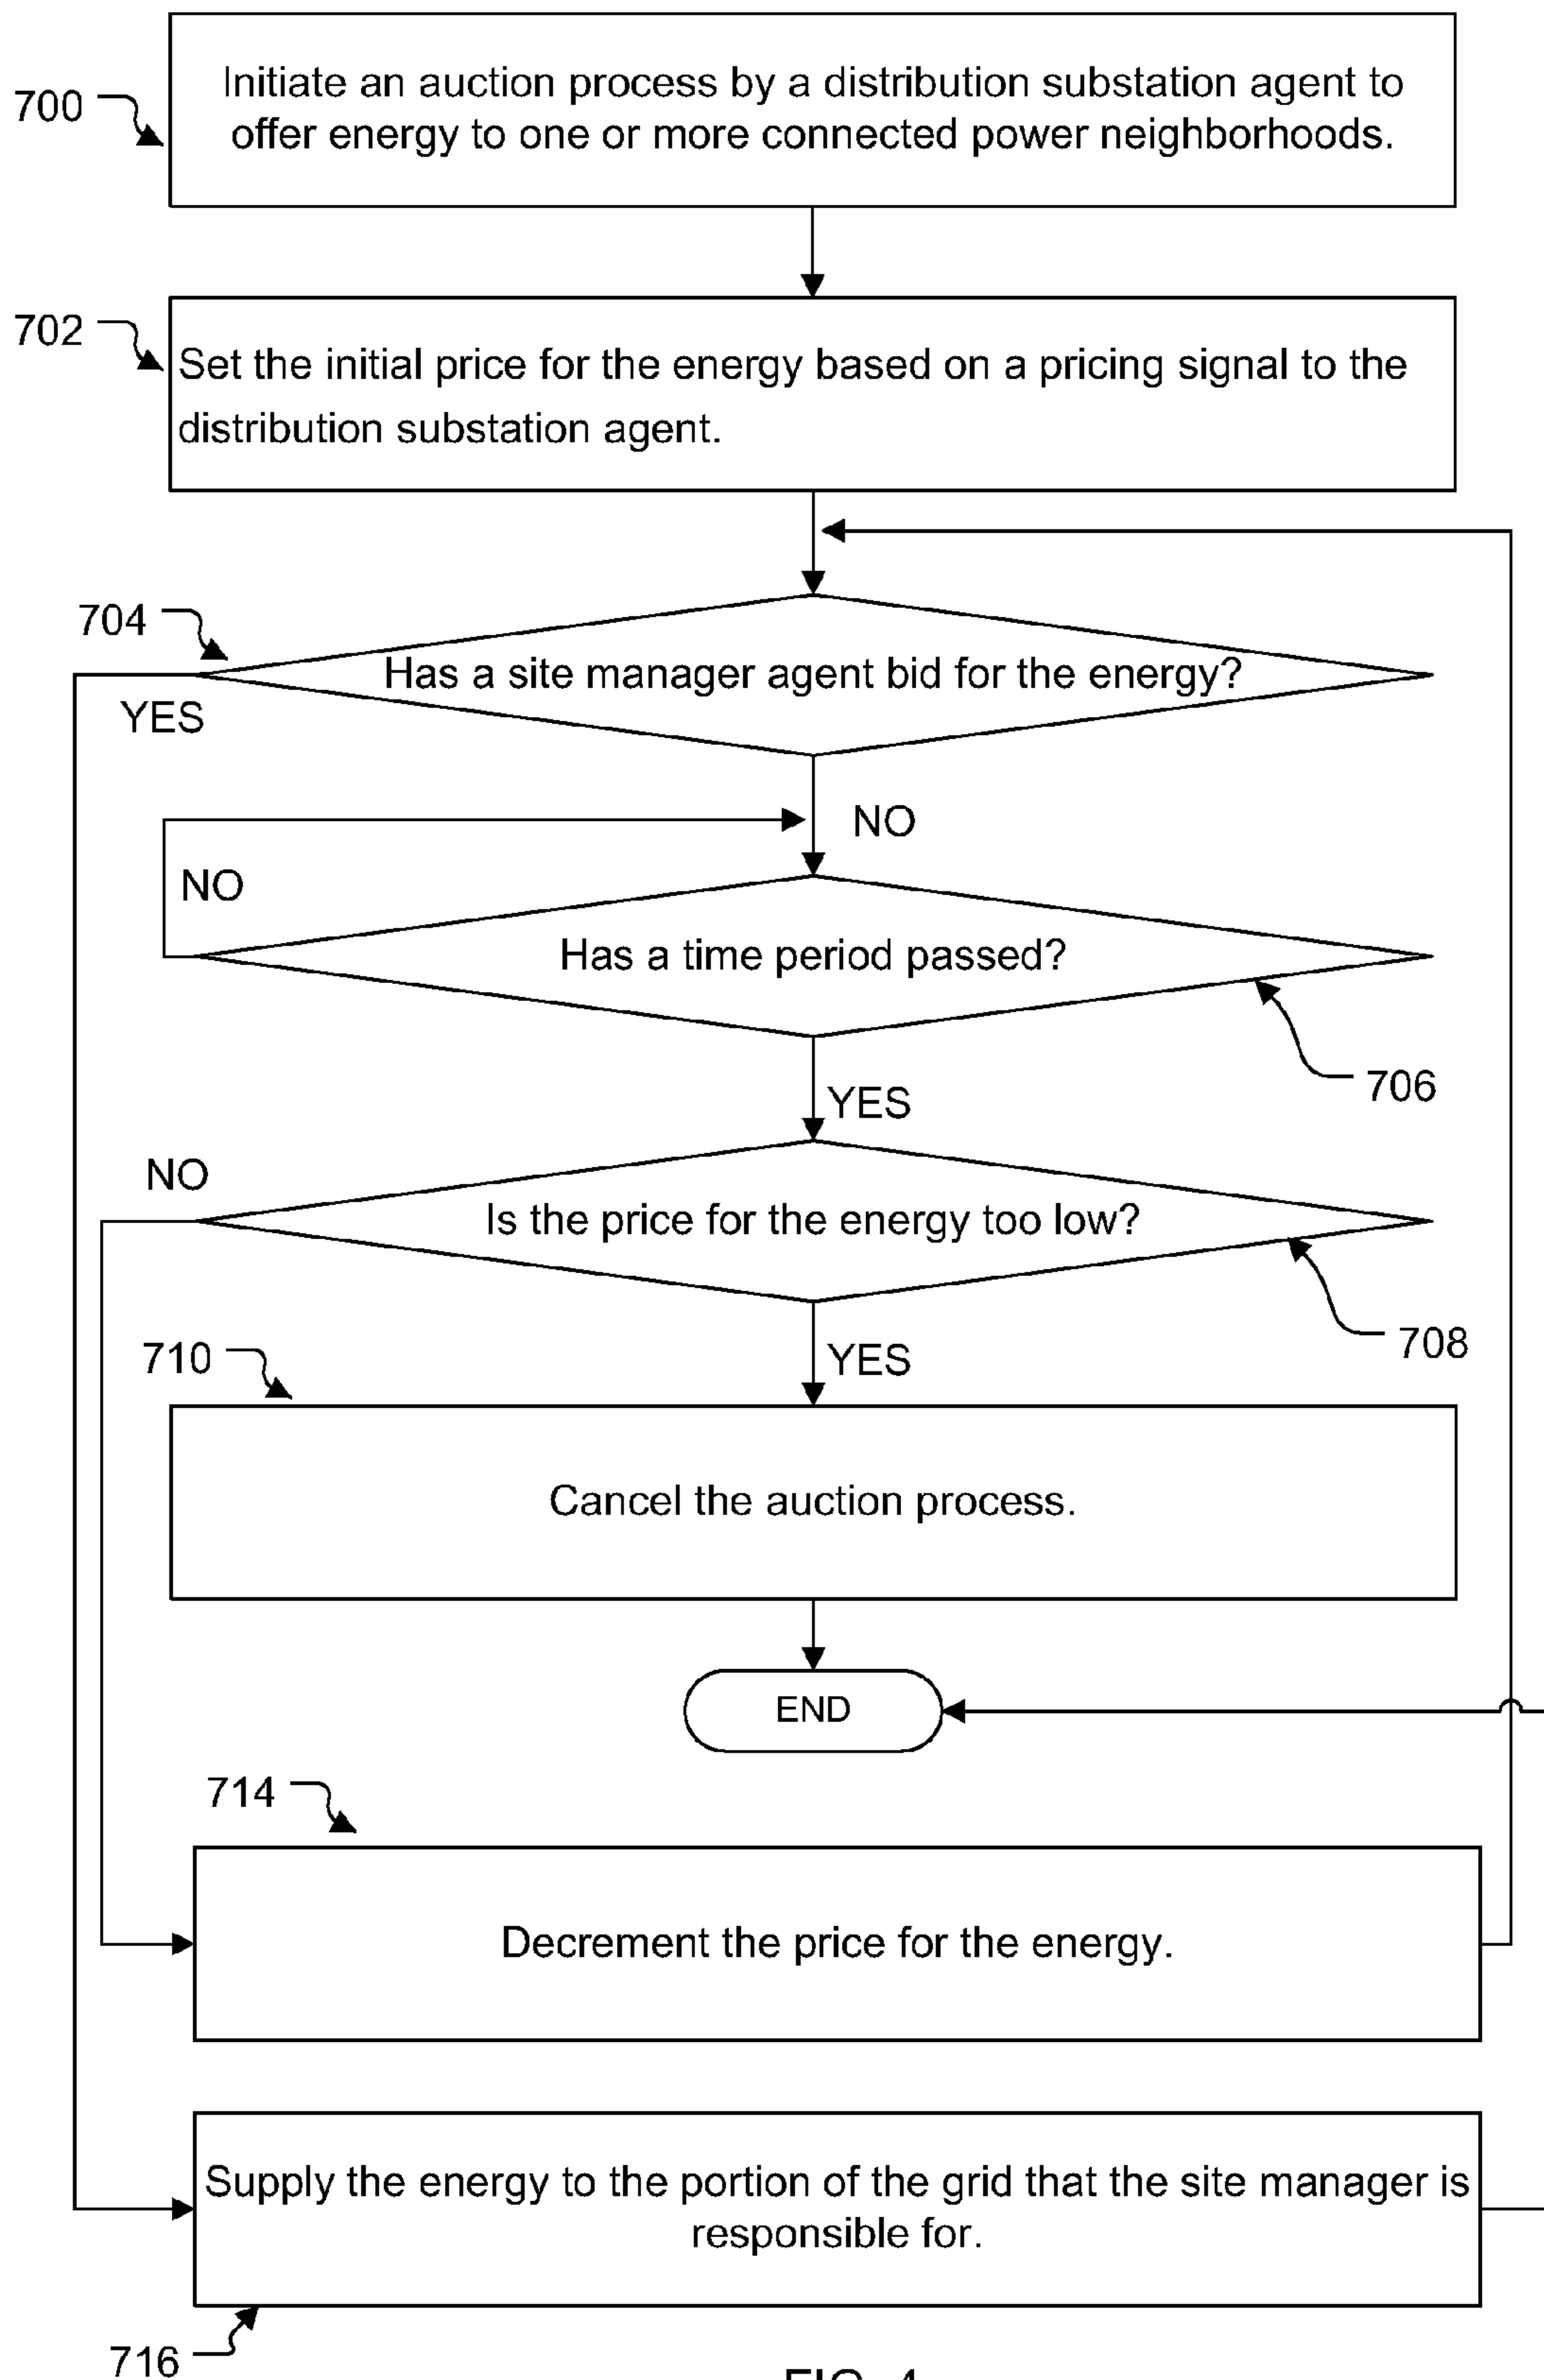 700
Initiate an auction process by a distribution substation agent to
offer energy to one or more connected power neighborhoods.
702
Set the initial price for the energy based on a pricing signal to the
distribution substation agent.
704
Has a site manager agent bid for the energy?
YES
NO
NO
Has a time period passed?
706
YES
NO
Is the price for the energy too low?
708
710
YES
Cancel the auction process.
END
714
Decrement the price for the energy.
Supply the energy to the portion of the grid that the site manager is
responsible for.
716
FIG. 4